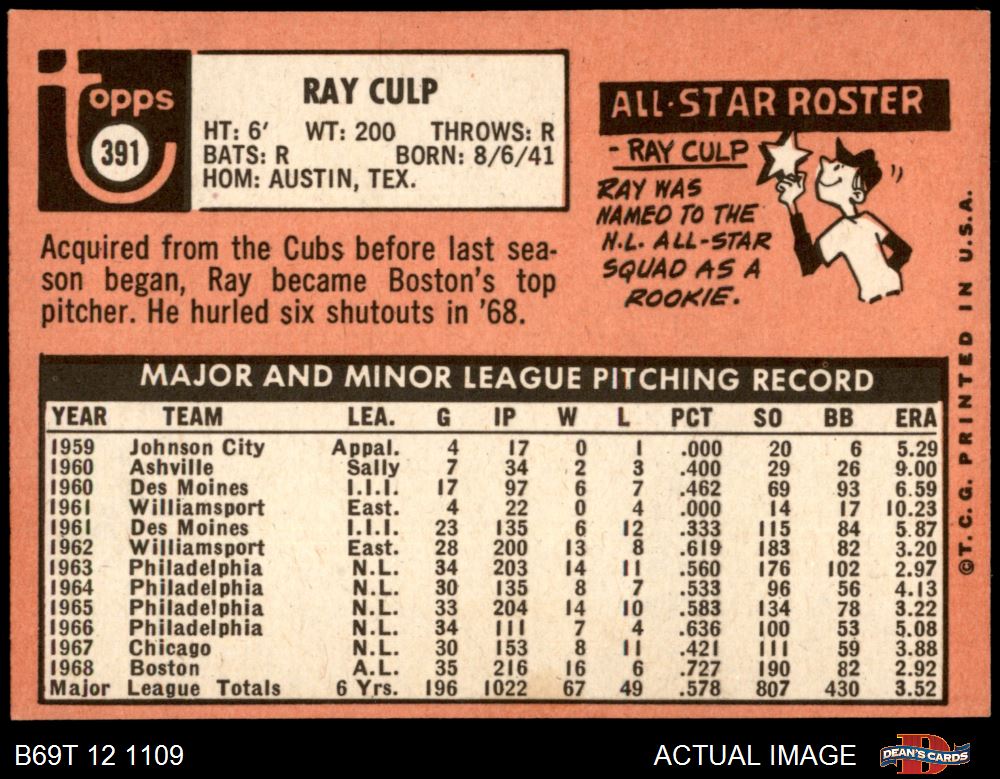 Topps
391
RAY CULP
HT: 6' WT: 200 THROWS: R
BATS: R BORN: 8/6/41
HOM: AUSTIN, TEX.
ALL-STAR ROSTER
- RAY CULP
RAY WAS
NAMED TO THE
N.L. ALL-STAR
SQUAD AS A
ROOKIE.
Acquired from the Cubs before last sea-
son began, Ray became Boston's top
pitcher. He hurled six shutouts in '68.
MAJOR AND MINOR LEAGUE PITCHING RECORD
YEAR TEAM LEA. G IP W L PCT SO BB ERA
1959 Johnson City Appal. 4 17 0 1 .000 20 6 5.29
1960 Ashville Sally 7 34 2 3 .400 29 26 9.00
1960 Des Moines I.I.I. 17 97 6 7 .462 69 93 6.59
1961 Williamsport East. 4 22 0 4 .000 14 17 10.23
1961 Des Moines I.I.I. 23 135 6 12 .333 115 84 5.87
1962 Williamsport East. 28 200 13 8 .619 183 82 3.20
1963 Philadelphia N.L. 34 203 14 11 .560 176 102 2.97
1964 Philadelphia N.L. 30 135 8 7 .533 96 56 4.13
1965 Philadelphia N.L. 33 204 14 10 .583 134 78 3.22
1966 Philadelphia N.L. 34 111 7 4 .636 100 53 5.08
1967 Chicago N.L. 30 153 8 11 .421 111 59 3.88
1968 Boston A.L. 35 216 16 6 .727 190 82 2.92
Major League Totals 6 Yrs. 196 1022 67 49 .578 807 430 3.52
©T. C. G. PRINTED IN U.S.A.
B69T 12 1109
ACTUAL IMAGE
DEAN'S CARDS